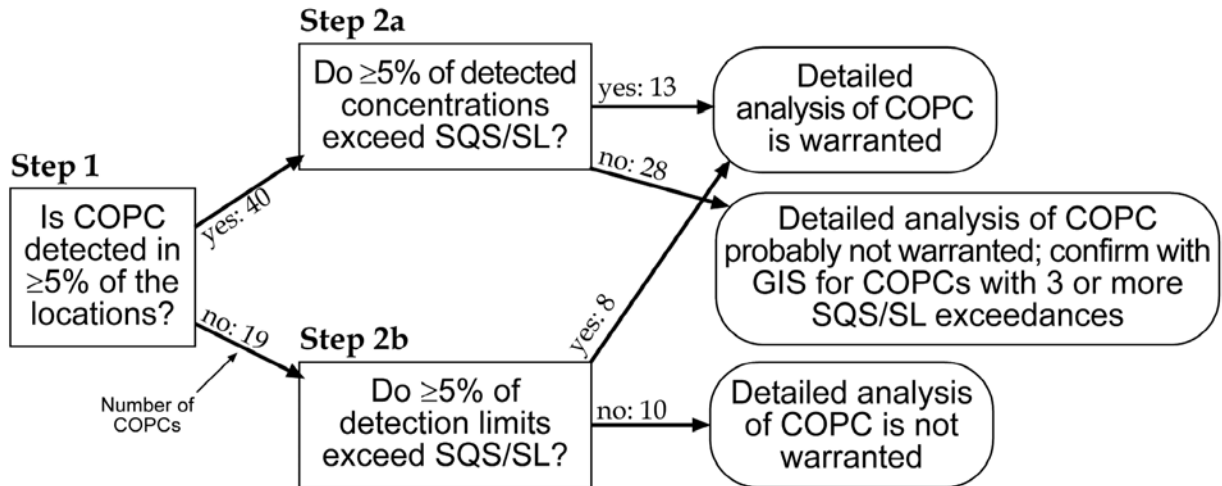 Step 1
Is COPC
detected in
≥5% of the
locations?
yes: 40
no: 19
Number of
COPCs
Step 2a
Do ≥5% of detected
concentrations
exceed SQS/SL?
yes: 13
no: 28
Step 2b
Do ≥5% of
detection limits
exceed SQS/SL?
yes: 8
no: 10
Detailed
analysis of COPC
is warranted
Detailed analysis of COPC
probably not warranted; confirm with
GIS for COPCs with 3 or more
SQS/SL exceedances
Detailed analysis
of COPC is not
warranted